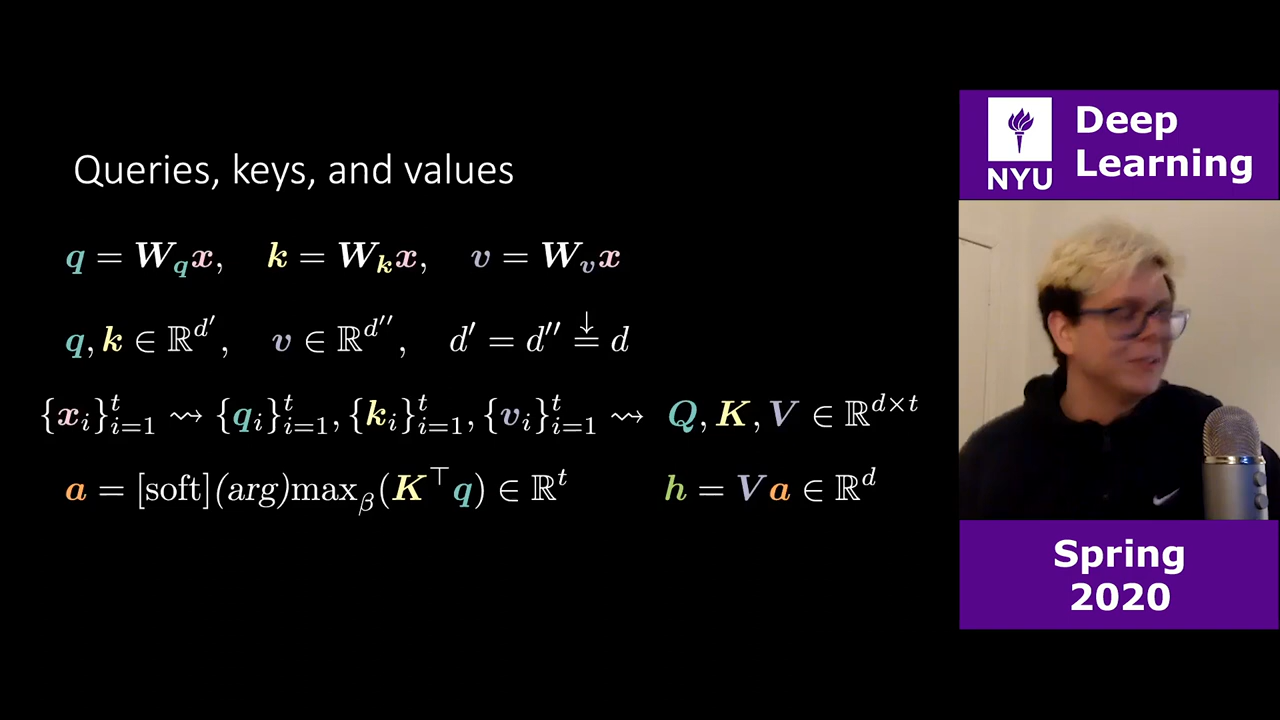 Queries, keys, and values
q = W_q x, k = W_k x, v = W_v x
q, k ∈ ℝ^{d′}, v ∈ ℝ^{d″}, d′ = d″ ≟ d
{x_i}_{i=1}^t ⇝ {q_i}_{i=1}^t, {k_i}_{i=1}^t, {v_i}_{i=1}^t ⇝ Q, K, V ∈ ℝ^{d×t}
a = [soft](arg)max_β(K^⊤q) ∈ ℝ^t h = Va ∈ ℝ^d
NYU
Deep
Learning
Spring
2020